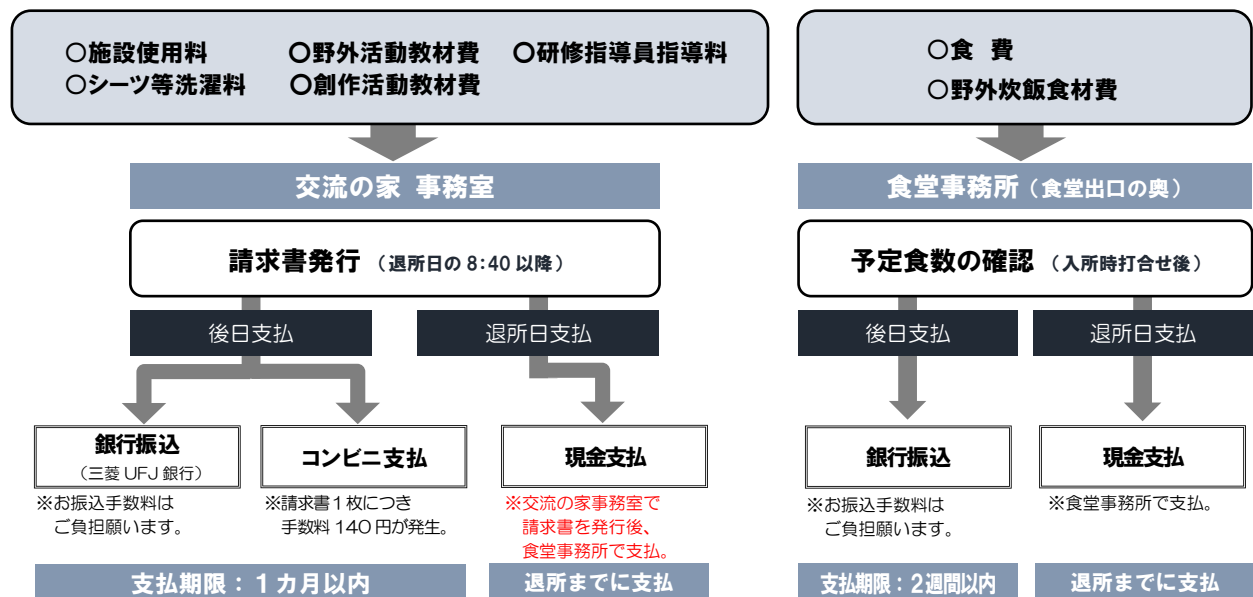 ○施設使用料 ○野外活動教材費 ○研修指導員指導料
○シーツ等洗濯料 ○創作活動教材費
交流の家 事務室
請求書発行 (退所日の8:40以降)
後日支払 退所日支払
銀行振込
(三菱UFJ銀行)
※お振込手数料は
ご負担願います。
コンビニ支払
※請求書1枚につき
手数料140円が発生。
現金支払
※交流の家事務室で
請求書を発行後、
食堂事務所で支払。
支払期限:1カ月以内 退所までに支払
○食 費
○野外炊飯食材費
食堂事務所(食堂出口の奥)
予定食数の確認 (入所時打合せ後)
後日支払 退所日支払
銀行振込
※お振込手数料は
ご負担願います。
現金支払
※食堂事務所で支払。
支払期限:2週間以内 退所までに支払